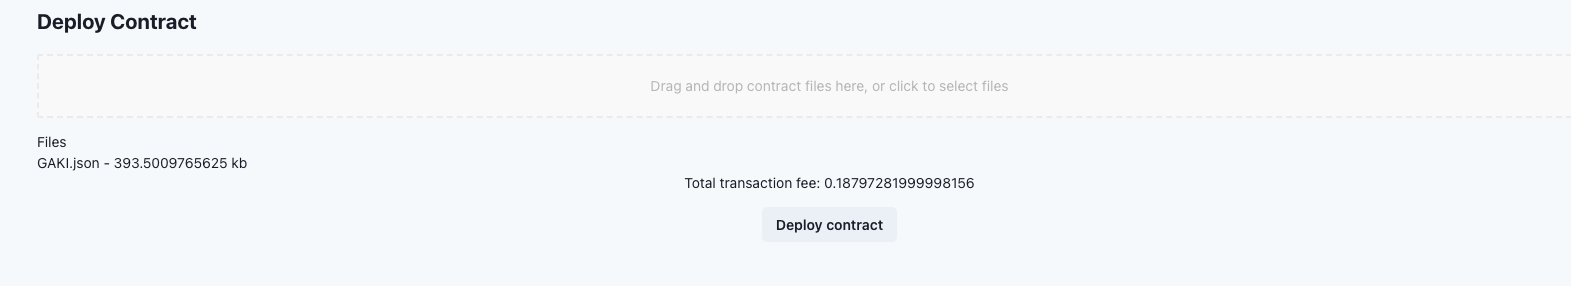 Deploy Contract
Drag and drop contract files here, or click to select files
Files
GAKI.json - 393.5009765625 kb
Total transaction fee: 0.18797281999998156
Deploy contract